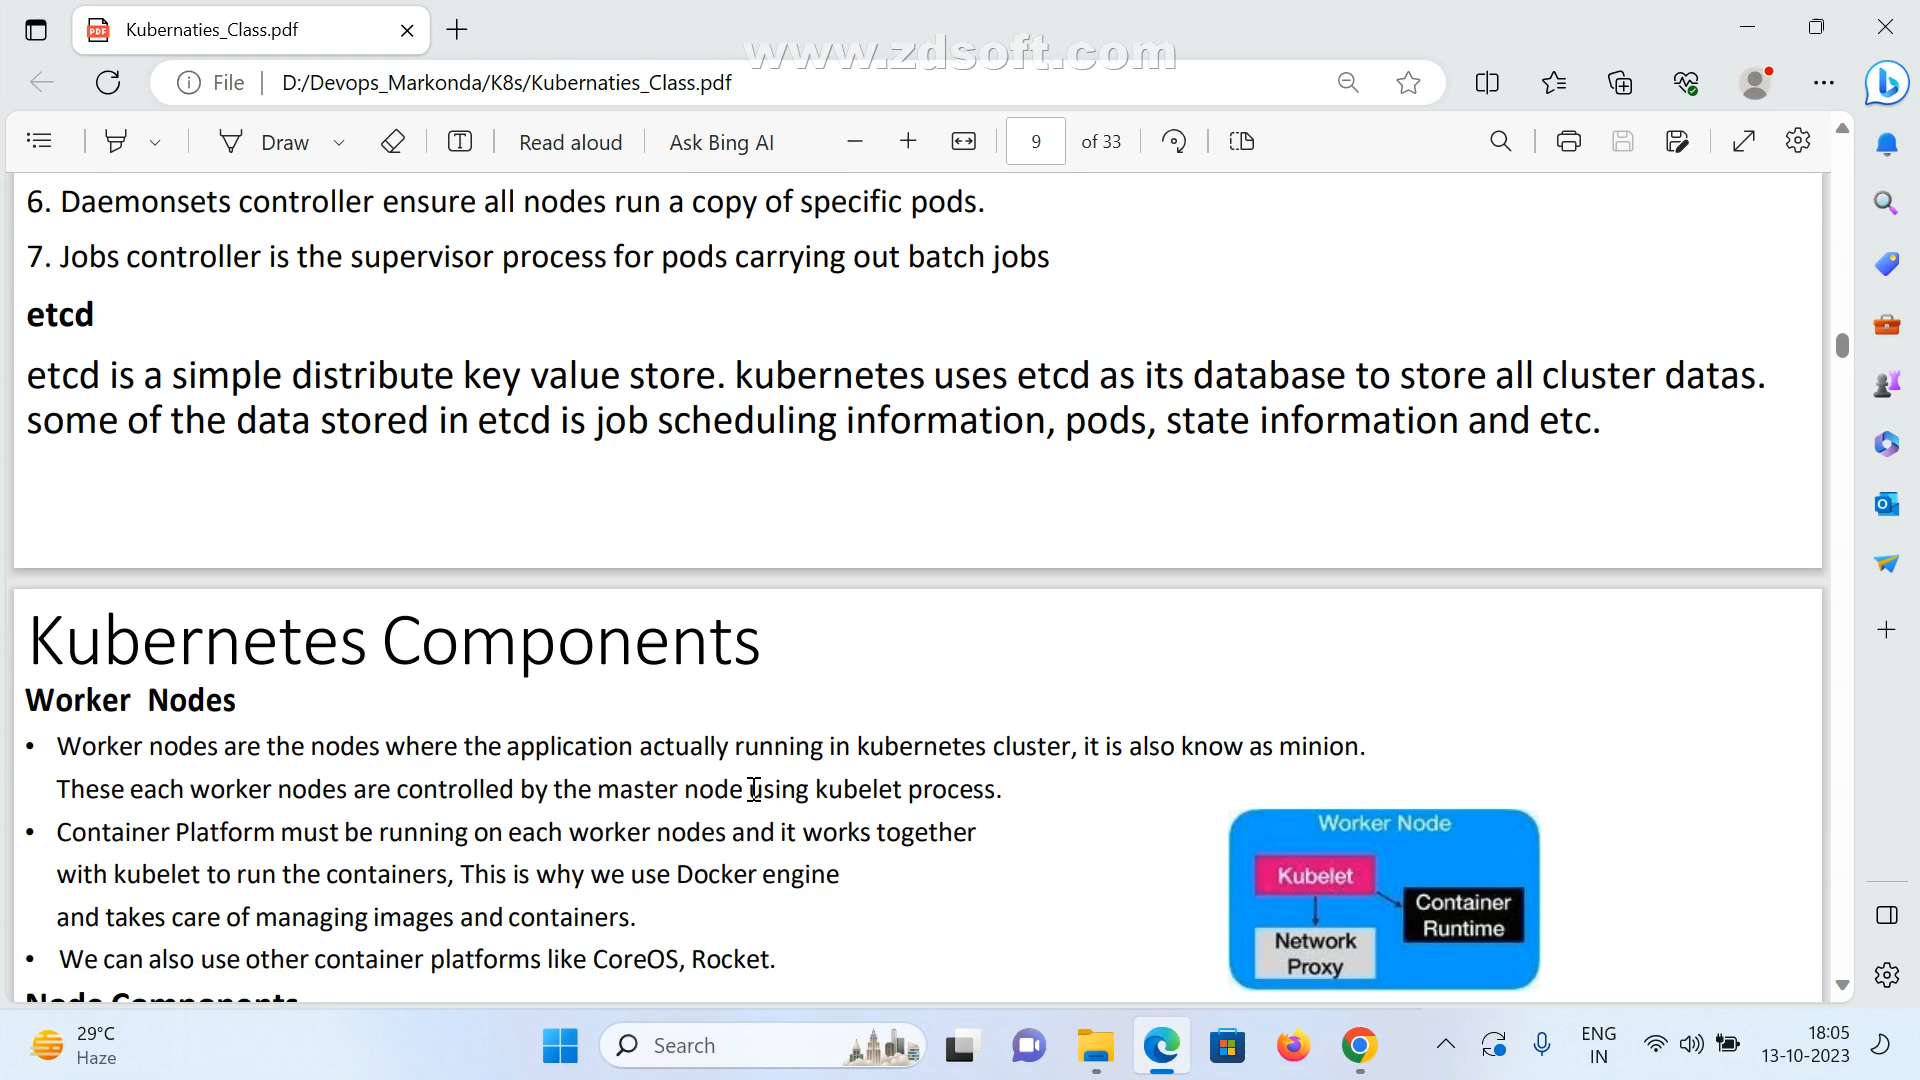 Kubernaties_Class.pdf
www.zdsoft.com
File
D:/Devops_Markonda/K8s/Kubernaties_Class.pdf
Draw
Read aloud
Ask Bing AI
9
of 33
6. Daemonsets controller ensure all nodes run a copy of specific pods.
7. Jobs controller is the supervisor process for pods carrying out batch jobs
etcd
etcd is a simple distribute key value store. kubernetes uses etcd as its database to store all cluster datas.
some of the data stored in etcd is job scheduling information, pods, state information and etc.
Kubernetes Components
Worker Nodes
• Worker nodes are the nodes where the application actually running in kubernetes cluster, it is also know as minion.
These each worker nodes are controlled by the master node using kubelet process.
• Container Platform must be running on each worker nodes and it works together
with kubelet to run the containers, This is why we use Docker engine
and takes care of managing images and containers.
• We can also use other container platforms like CoreOS, Rocket.
Node Components
Worker Node
Kubelet
Container
Runtime
Network
Proxy
29°C
Haze
Search
ENG
IN
18:05
13-10-2023